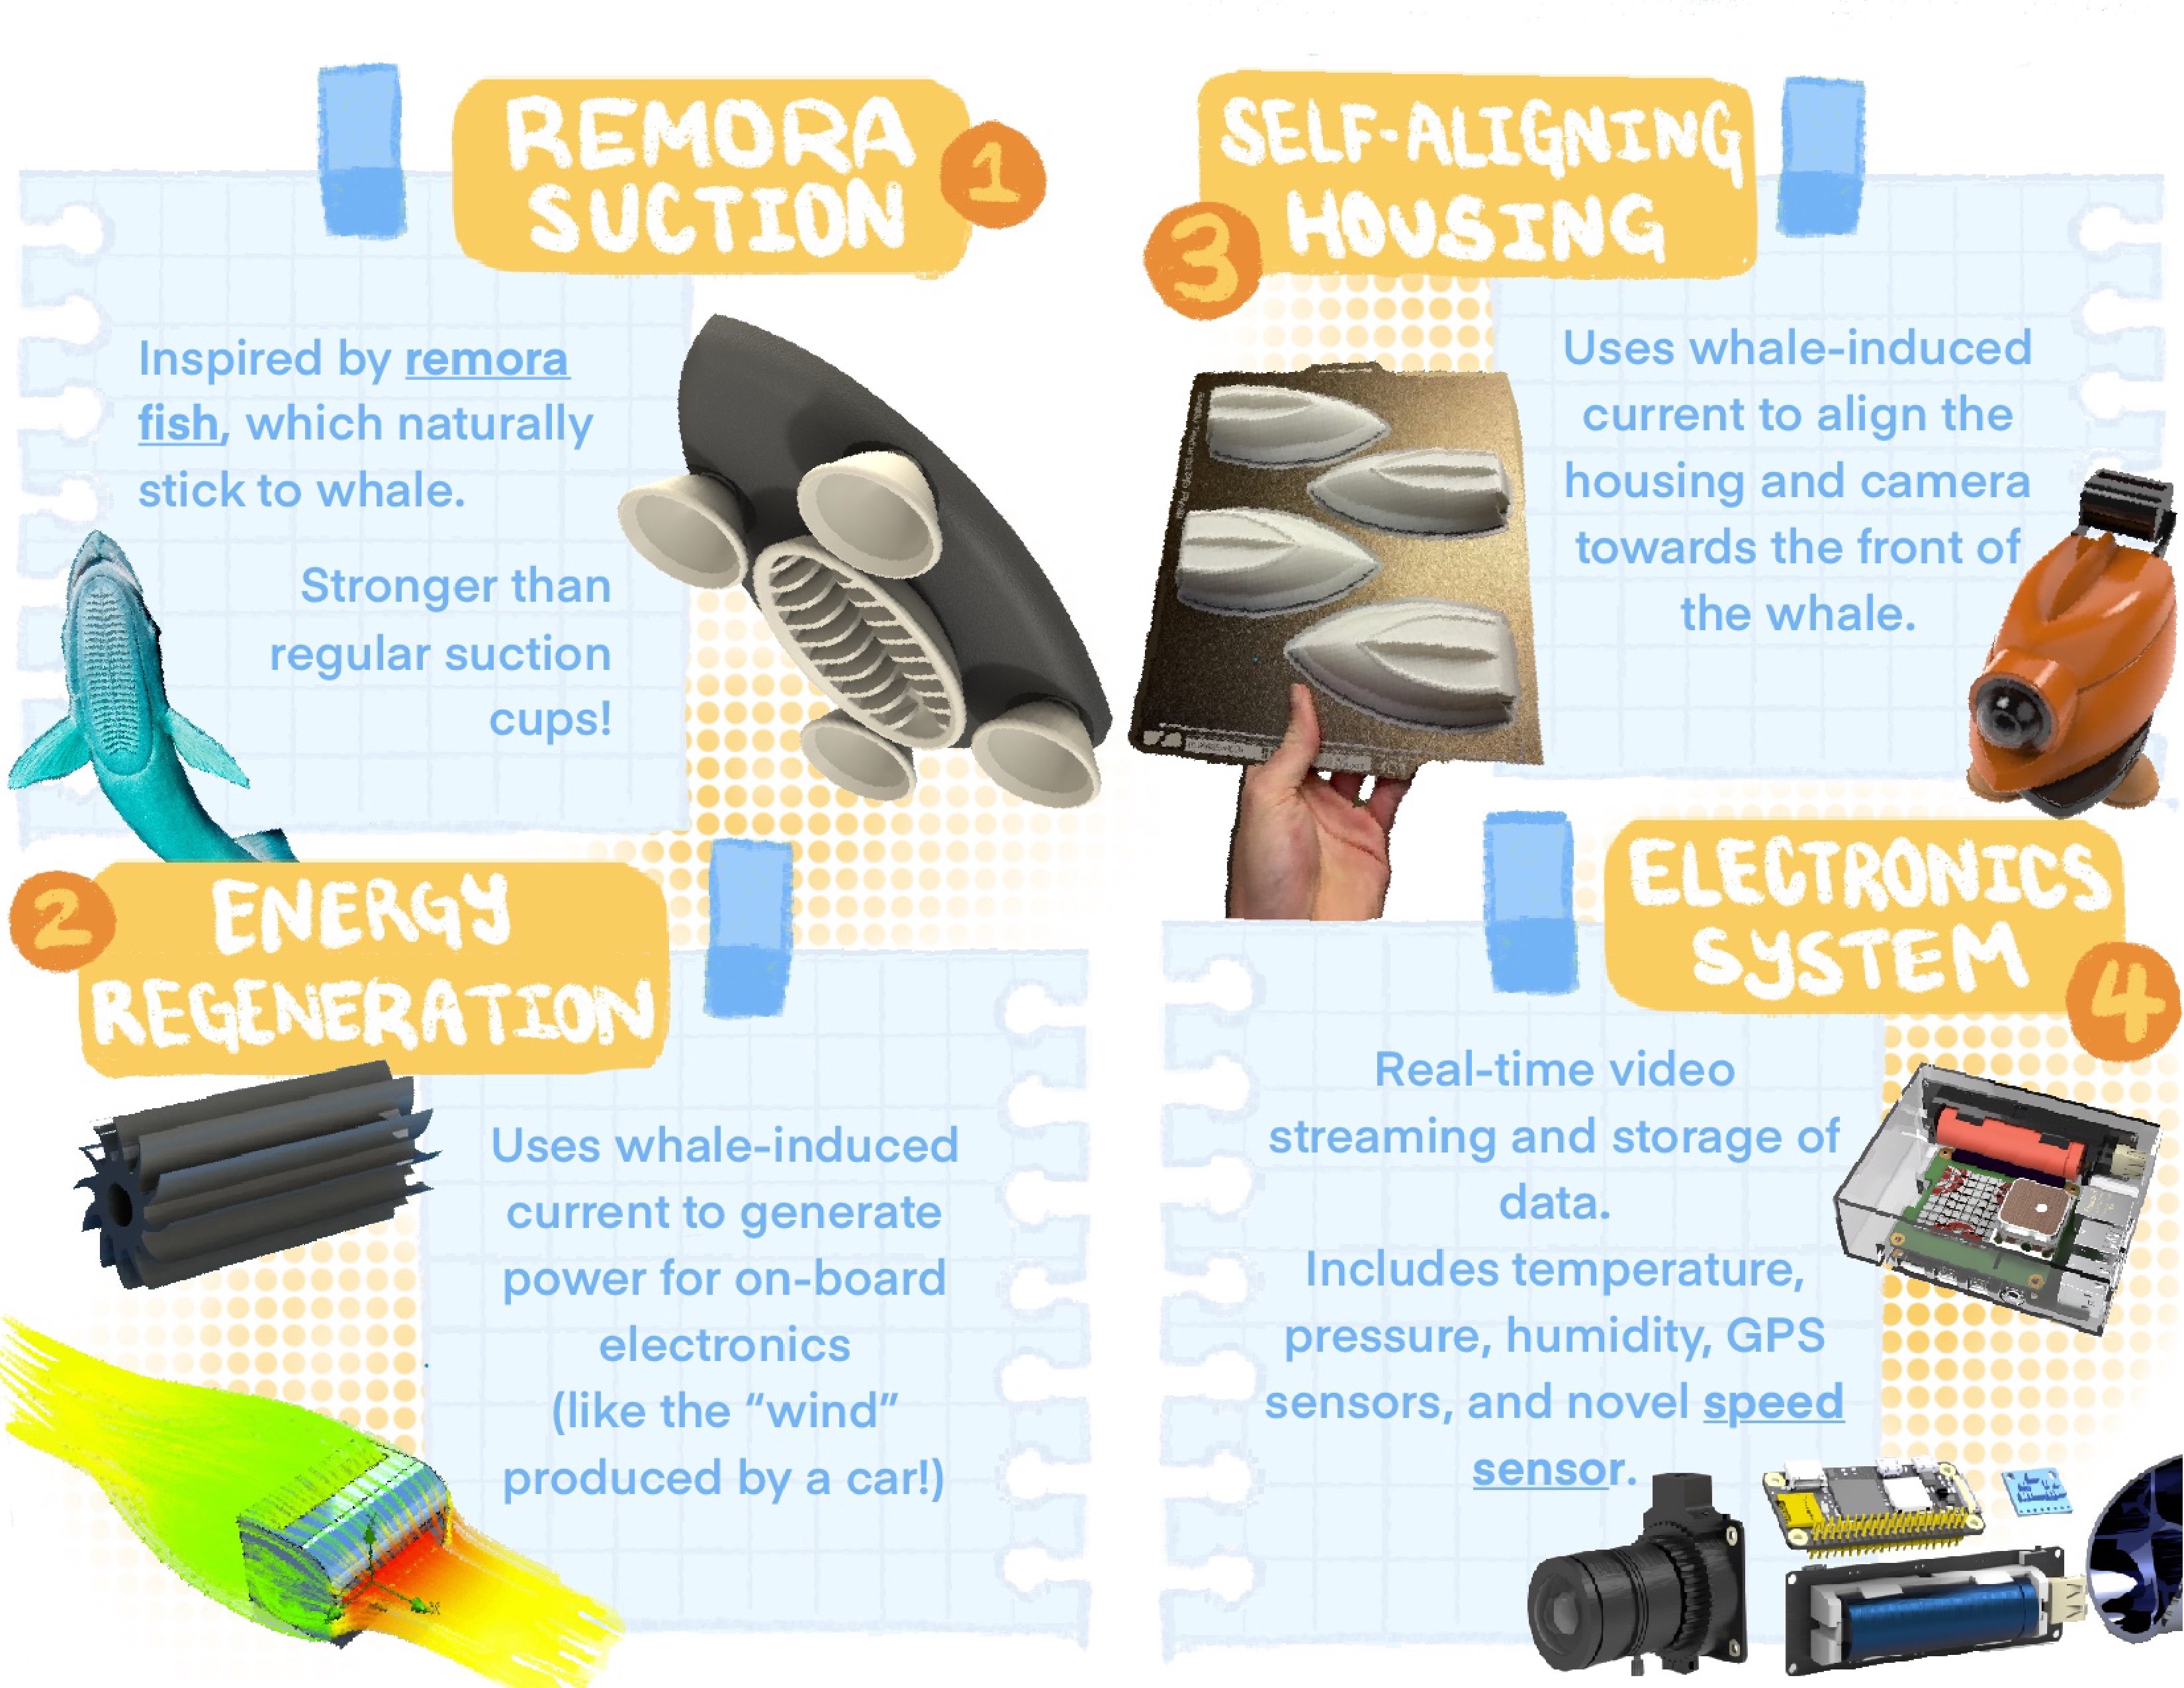 REMORA
SUCTION
1
Inspired by remora
fish, which naturally
stick to whale.
Stronger than
regular suction
cups!
2
ENERGY
REGENERATION
Uses whale-induced
current to generate
power for on-board
electronics
(like the “wind”
produced by a car!)
SELF-ALIGNING
HOUSING
3
Uses whale-induced
current to align the
housing and camera
towards the front of
the whale.
ELECTRONICS
SYSTEM
4
Real-time video
streaming and storage of
data.
Includes temperature,
pressure, humidity, GPS
sensors, and novel speed
sensor.